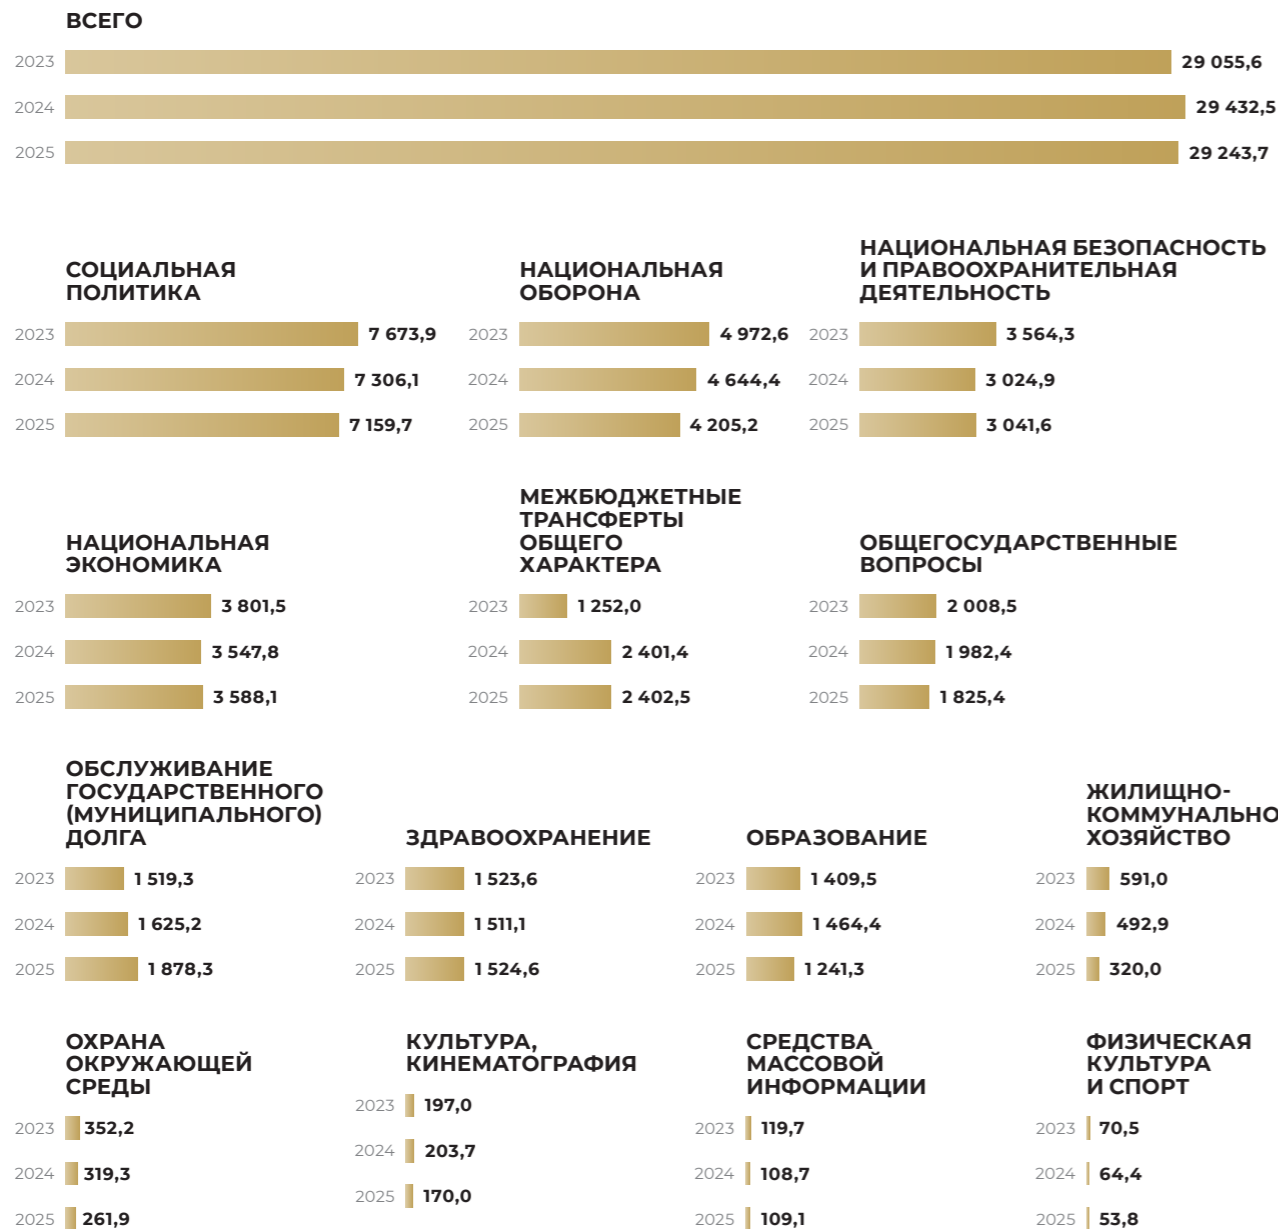 ВСЕГО
2023 29 055,6
2024 29 432,5
2025 29 243,7
СОЦИАЛЬНАЯ
ПОЛИТИКА
2023 7 673,9
2024 7 306,1
2025 7 159,7
НАЦИОНАЛЬНАЯ
ОБОРОНА
2023 4 972,6
2024 4 644,4
2025 4 205,2
НАЦИОНАЛЬНАЯ БЕЗОПАСНОСТЬ
И ПРАВООХРАНИТЕЛЬНАЯ
ДЕЯТЕЛЬНОСТЬ
2023 3 564,3
2024 3 024,9
2025 3 041,6
НАЦИОНАЛЬНАЯ
ЭКОНОМИКА
2023 3 801,5
2024 3 547,8
2025 3 588,1
МЕЖБЮДЖЕТНЫЕ
ТРАНСФЕРТЫ
ОБЩЕГО
ХАРАКТЕРА
2023 1 252,0
2024 2 401,4
2025 2 402,5
ОБЩЕГОСУДАРСТВЕННЫЕ
ВОПРОСЫ
2023 2 008,5
2024 1 982,4
2025 1 825,4
ОБСЛУЖИВАНИЕ
ГОСУДАРСТВЕННОГО
(МУНИЦИПАЛЬНОГО)
ДОЛГА
2023 1 519,3
2024 1 625,2
2025 1 878,3
ЗДРАВООХРАНЕНИЕ
2023 1 523,6
2024 1 511,1
2025 1 524,6
ОБРАЗОВАНИЕ
2023 1 409,5
2024 1 464,4
2025 1 241,3
ЖИЛИЩНО-
КОММУНАЛЬНО
ХОЗЯЙСТВО
2023 591,0
2024 492,9
2025 320,0
ОХРАНА
ОКРУЖАЮЩЕЙ
СРЕДЫ
2023 352,2
2024 319,3
2025 261,9
КУЛЬТУРА,
КИНЕМАТОГРАФИЯ
2023 197,0
2024 203,7
2025 170,0
СРЕДСТВА
МАССОВОЙ
ИНФОРМАЦИИ
2023 119,7
2024 108,7
2025 109,1
ФИЗИЧЕСКАЯ
КУЛЬТУРА
И СПОРТ
2023 70,5
2024 64,4
2025 53,8